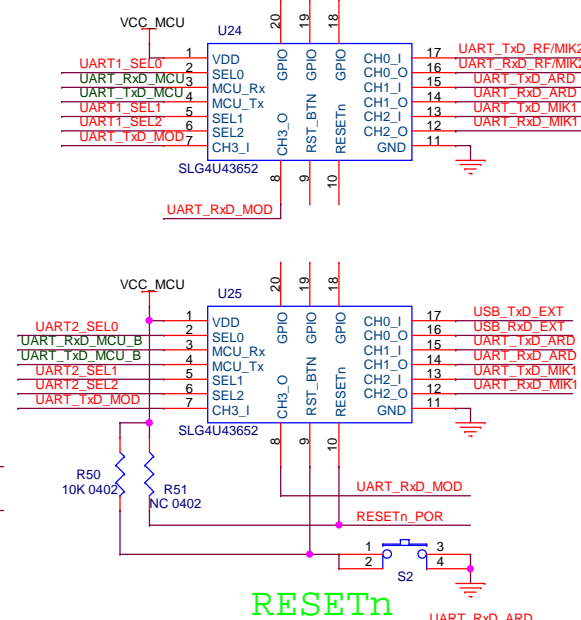 VCC_MCU
U24
20
19
18
UART1_SEL0
UART_RxD_MCU
UART_TxD_MCU
UART1_SEL1
UART1_SEL2
UART_TxD_MOD
1
2
3
4
5
6
7
VDD
SEL0
MCU_Rx
MCU_Tx
SEL1
SEL2
CH3_I
GPIO
GPIO
GPIO
CH3_O
RST_BTN
RESETn
CH0_I
CH0_O
CH1_I
CH1_O
CH2_I
CH2_O
GND
17
16
15
14
13
12
11
UART_TxD_RF/MIK2
UART_RxD_RF/MIK2
UART_TxD_ARD
UART_RxD_ARD
UART_TxD_MIK1
UART_RxD_MIK1
SLG4U43652
8
9
10
UART_RxD_MOD
VCC_MCU
U25
20
19
18
UART2_SEL0
UART_RxD_MCU_B
UART_TxD_MCU_B
UART2_SEL1
UART2_SEL2
UART_TxD_MOD
1
2
3
4
5
6
7
VDD
SEL0
MCU_Rx
MCU_Tx
SEL1
SEL2
CH3_I
GPIO
GPIO
GPIO
CH3_O
RST_BTN
RESETn
CH0_I
CH0_O
CH1_I
CH1_O
CH2_I
CH2_O
GND
17
16
15
14
13
12
11
USB_TxD_EXT
USB_RxD_EXT
UART_TxD_ARD
UART_RxD_ARD
UART_TxD_MIK1
UART_RxD_MIK1
SLG4U43652
8
9
10
R50
10K 0402
R51
NC 0402
UART_RxD_MOD
RESETn_POR
1
2
3
4
S2
RESETn
UART_RxD_ARD